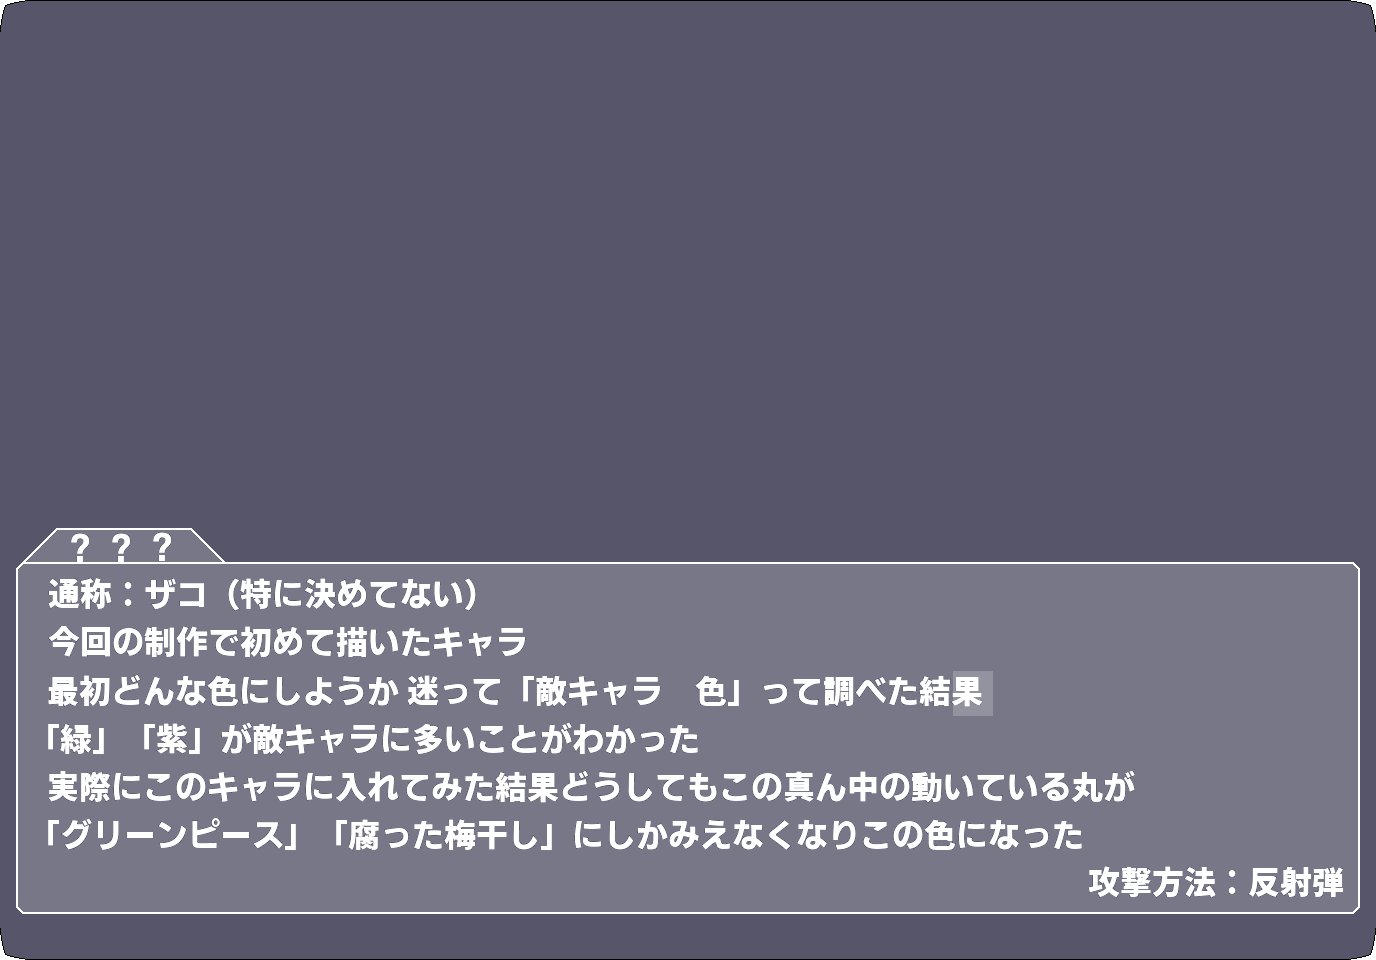 ？？？
通称：ザコ（特に決めてない）
今回の制作で初めて描いたキャラ
最初どんな色にしようか 迷って「敵キャラ　色」って調べた結果
「緑」「紫」が敵キャラに多いことがわかった
実際にこのキャラに入れてみた結果どうしてもこの真ん中の動いている丸が
「グリーンピース」「腐った梅干し」にしかみえなくなりこの色になった
攻撃方法：反射弾